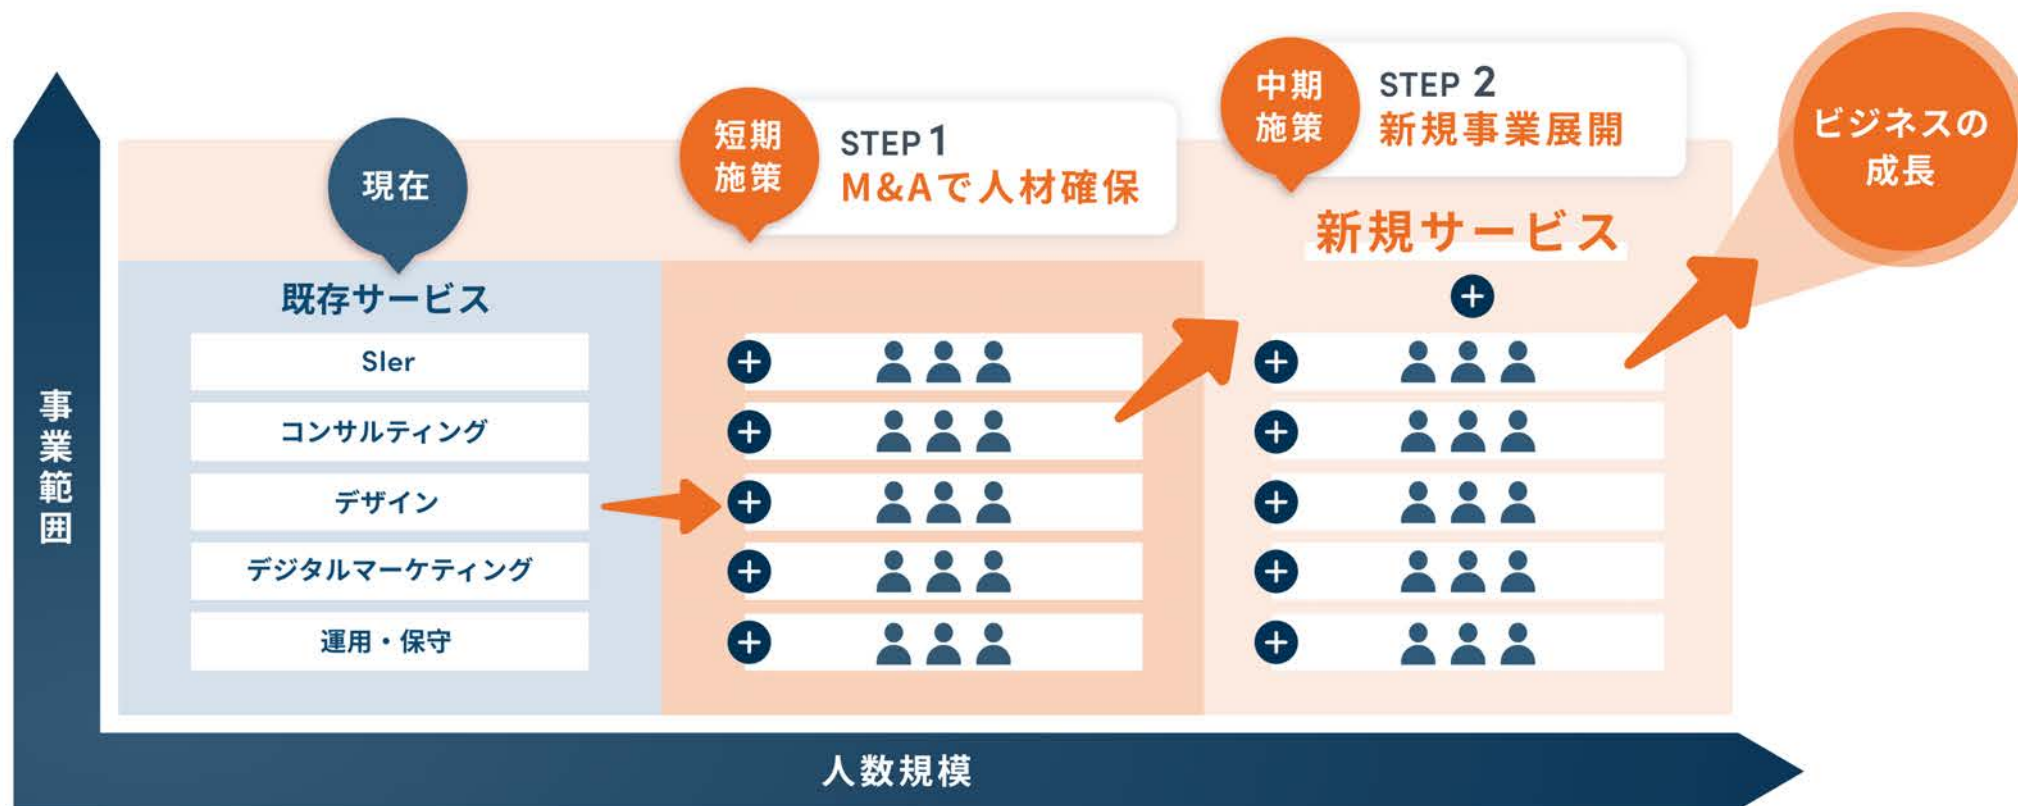 現在
短期
施策
STEP 1
M&Aで人材確保
中期
施策
STEP 2
新規事業展開
ビジネスの
成長
新規サービス
既存サービス
SIer
コンサルティング
デザイン
デジタルマーケティング
運用・保守
事業範囲
人数規模